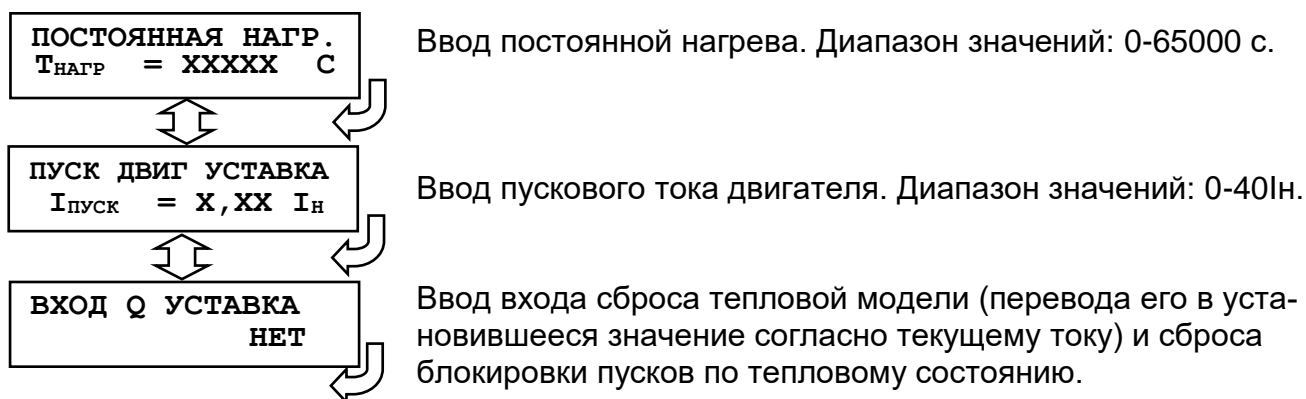 ПОСТОЯННАЯ НАГР.
TНАГР = XXXXX С
Ввод постоянной нагрева. Диапазон значений: 0-65000 с.
ПУСК ДВИГ УСТАВКА
IПУСК = X,XX IН
Ввод пускового тока двигателя. Диапазон значений: 0-40Iн.
ВХОД Q УСТАВКА
НЕТ
Ввод входа сброса тепловой модели (перевода его в уста-
новившееся значение согласно текущему току) и сброса
блокировки пусков по тепловому состоянию.